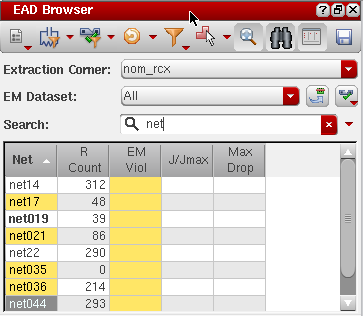 EAD Browser
Extraction Corner: nom_rcx
EM Dataset: All
Search: net
Net R Count EM Viol J/Jmax Max Drop
net14 312
net17 48
net019 39
net021 86
net22 290
net035 0
net036 214
net044 293